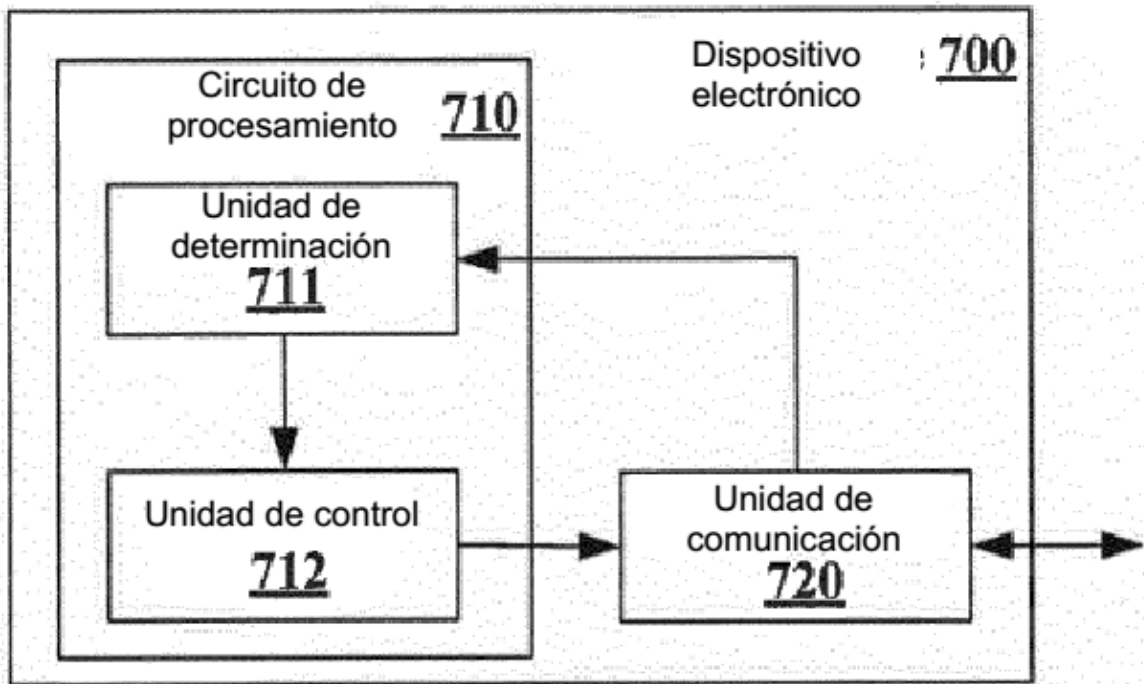 Dispositivo
electrónico
700
Circuito de
procesamiento
710
Unidad de
determinación
711
Unidad de control
712
Unidad de
comunicación
720